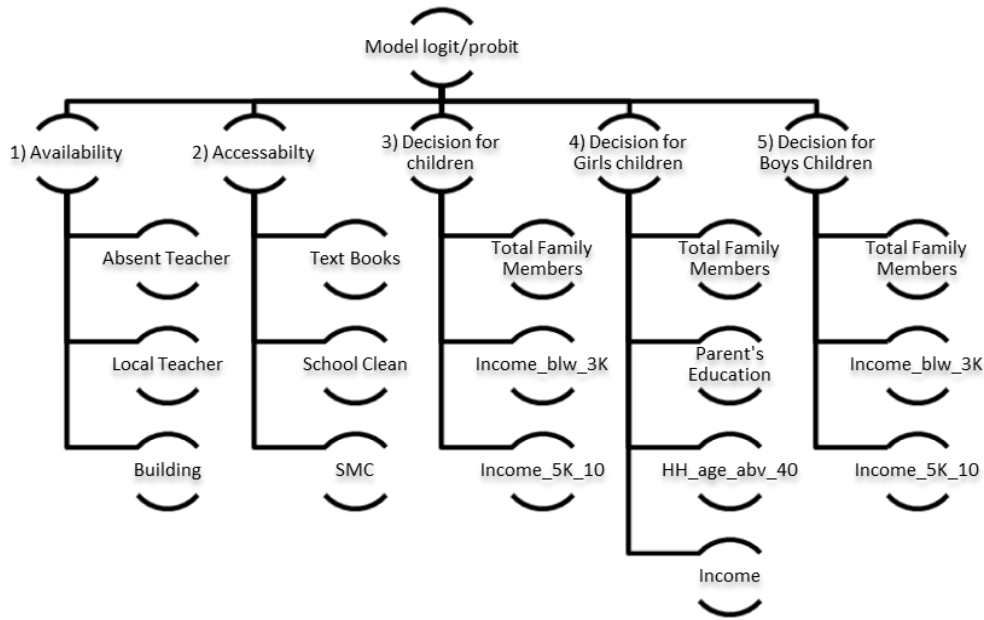 Model logit/probit
1) Availability
2) Accessabilty
3) Decision for
children
4) Decision for
Girls children
5) Decision for
Boys Children
Absent Teacher
Local Teacher
Building
Text Books
School Clean
SMC
Total Family
Members
Income_blw_3K
Income_5K_10
Total Family
Members
Parent's
Education
HH_age_abv_40
Income
Total Family
Members
Income_blw_3K
Income_5K_10